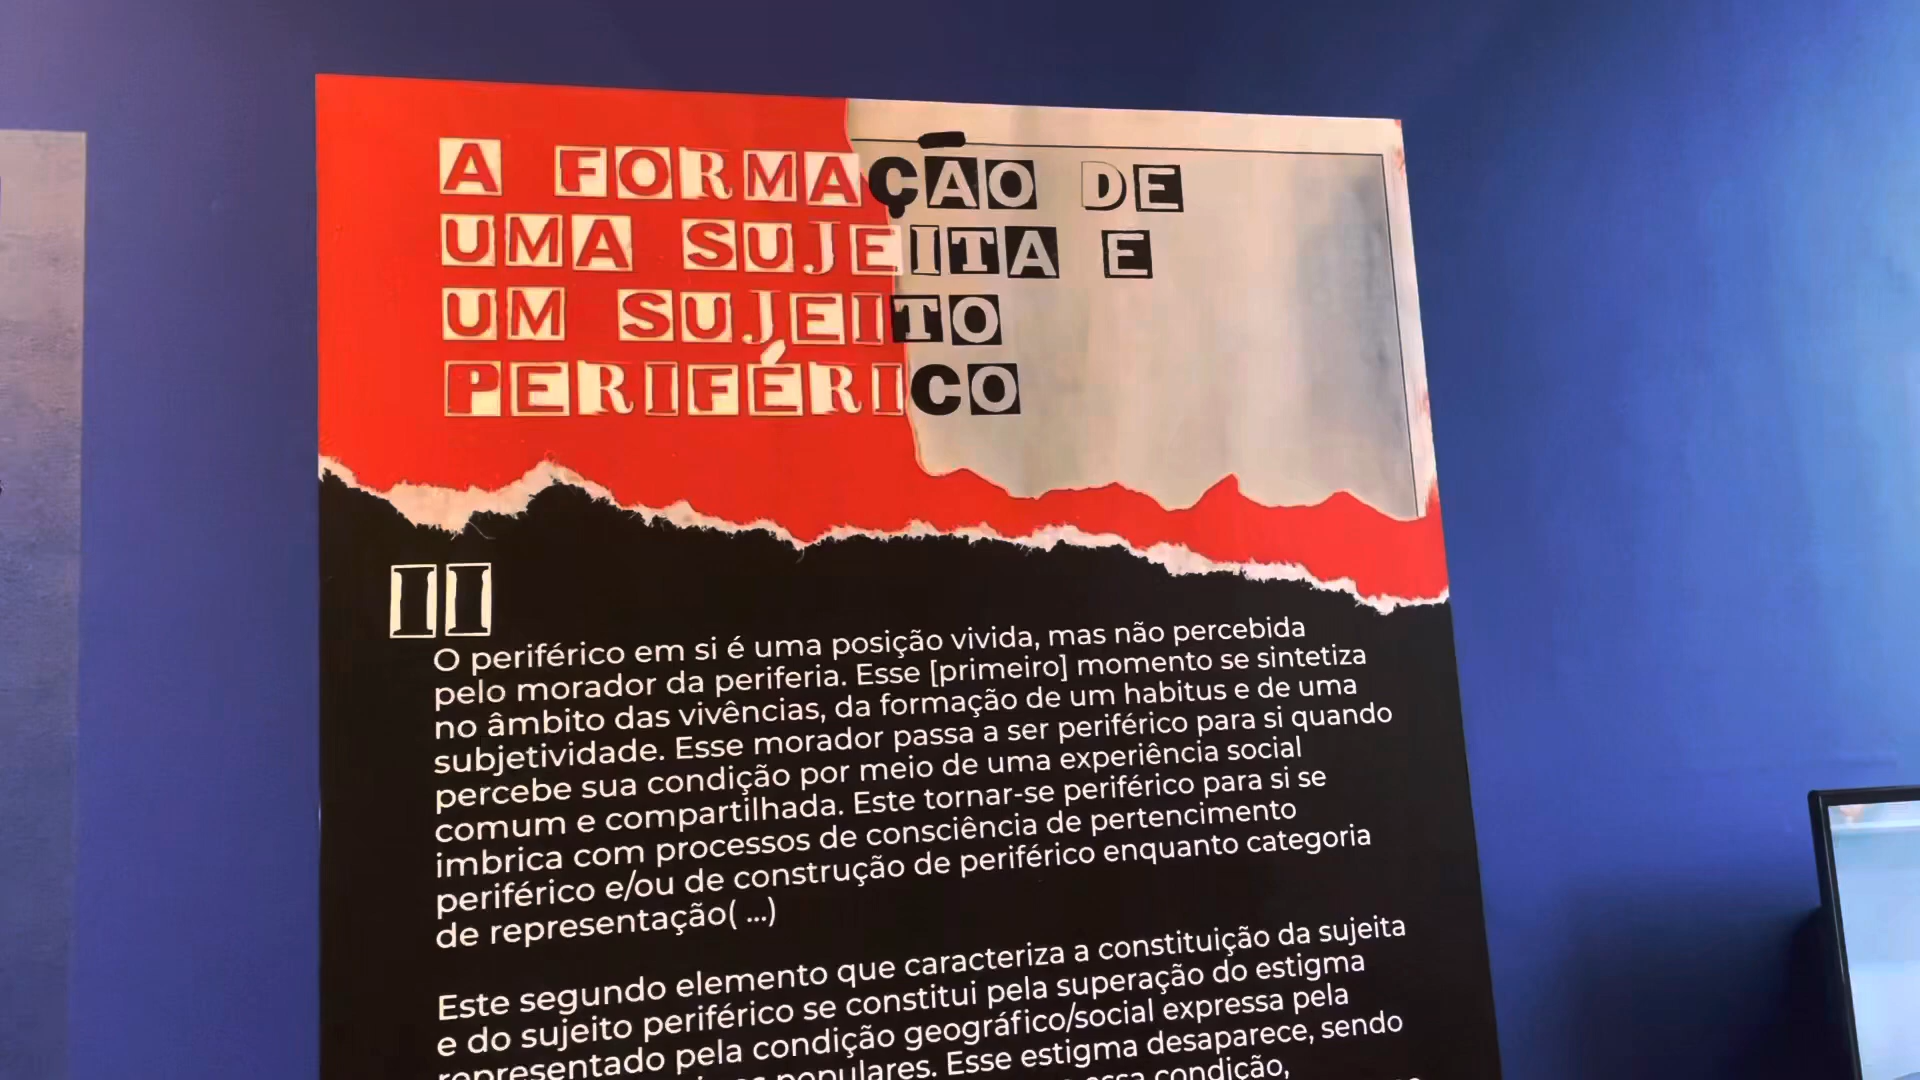 A FORMAÇÃO DE
UMA SUJEITA E
UM SUJEITO
PERIFÉRICO
O periférico em si é uma posição vivida, mas não percebida
pelo morador da periferia. Esse [primeiro] momento se sintetiza
no âmbito das vivências, da formação de um habitus e de uma
subjetividade. Esse morador passa a ser periférico para si quando
percebe sua condição por meio de uma experiência social
comum e compartilhada. Este tornar-se periférico para si se
imbrica com processos de consciência de pertencimento
periférico e/ou de construção de periférico enquanto categoria
de representação( ...)
Este segundo elemento que caracteriza a constituição da sujeita
e do sujeito periférico se constitui pela superação do estigma
representado pela condição geográfico/social expressa pela
populares. Esse estigma desaparece, sendo
essa condição,